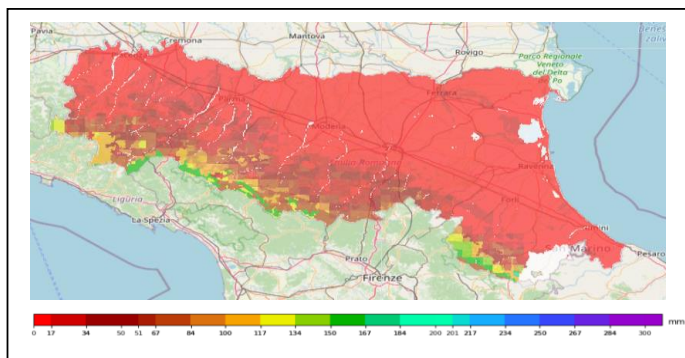 Pavia
Cremona
Mantova
Rovigo
Parco Regionale
Veneto
del Delta
Po
Ferrara
Parma
Modena
Ravenna
Forlì
Liguria
La Spezia
San Marino
Pesaro
Prato
Firenze
0 17 34 50 51 67 84 100 117 134 150 167 184 200 201 217 234 250 267 284 300 mm